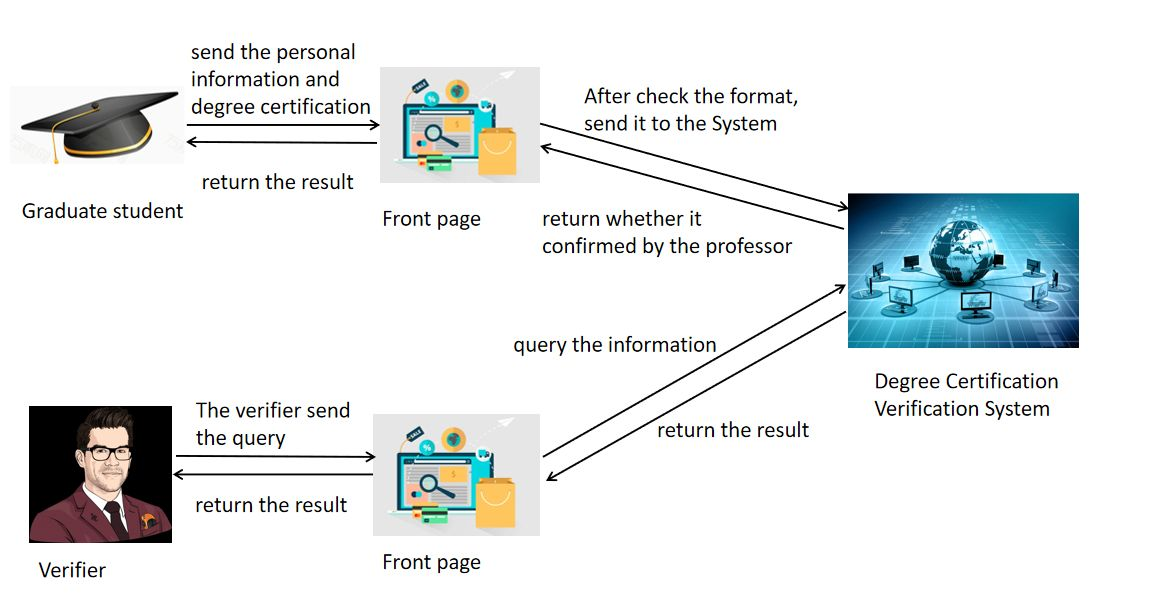 send the personal
information and
degree certification
return the result
Graduate student
Front page
After check the format,
send it to the System
return whether it
confirmed by the professor
Degree Certification
Verification System
query the information
return the result
The verifier send
the query
return the result
Verifier
Front page
SALE
%
$
SALE
%
$